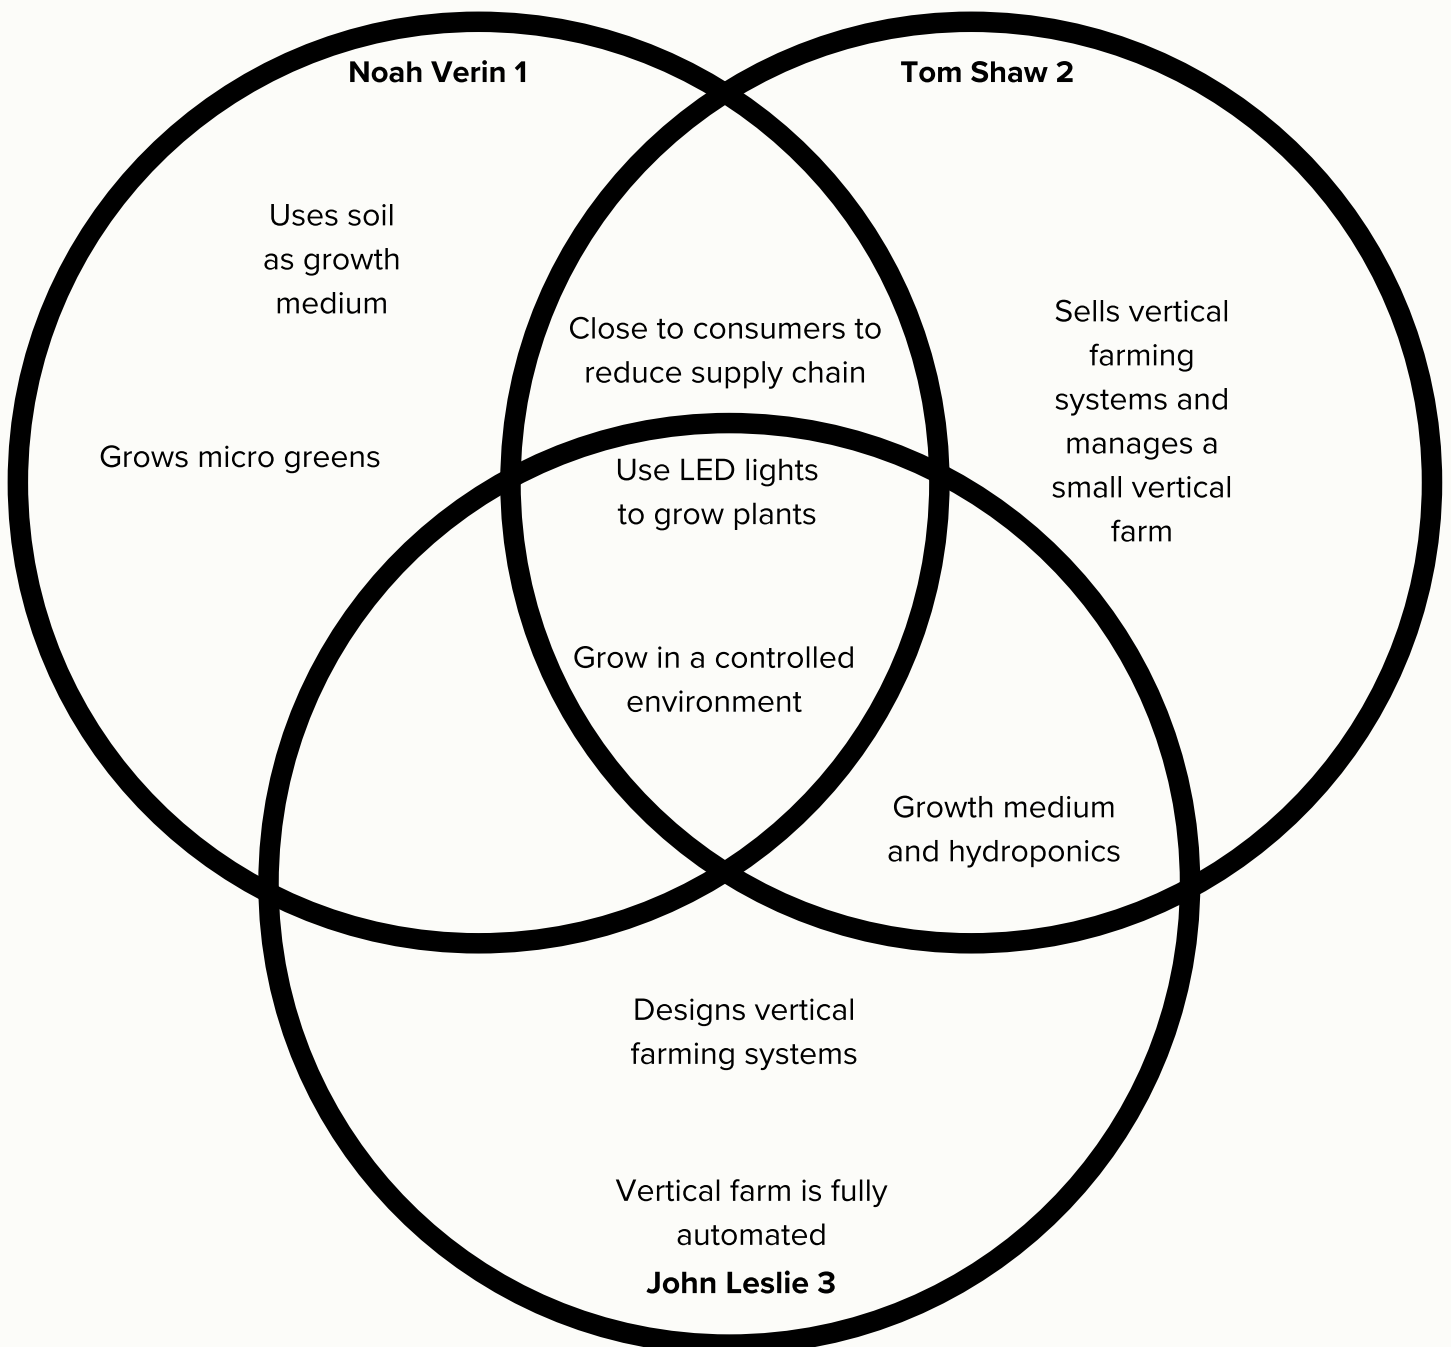 Noah Verin 1
Tom Shaw 2
Uses soil
as growth
medium
Grows micro greens
Close to consumers to
reduce supply chain
Sells vertical
farming
systems and
manages a
small vertical
farm
Use LED lights
to grow plants
Grow in a controlled
environment
Growth medium
and hydroponics
Designs vertical
farming systems
Vertical farm is fully
automated
John Leslie 3